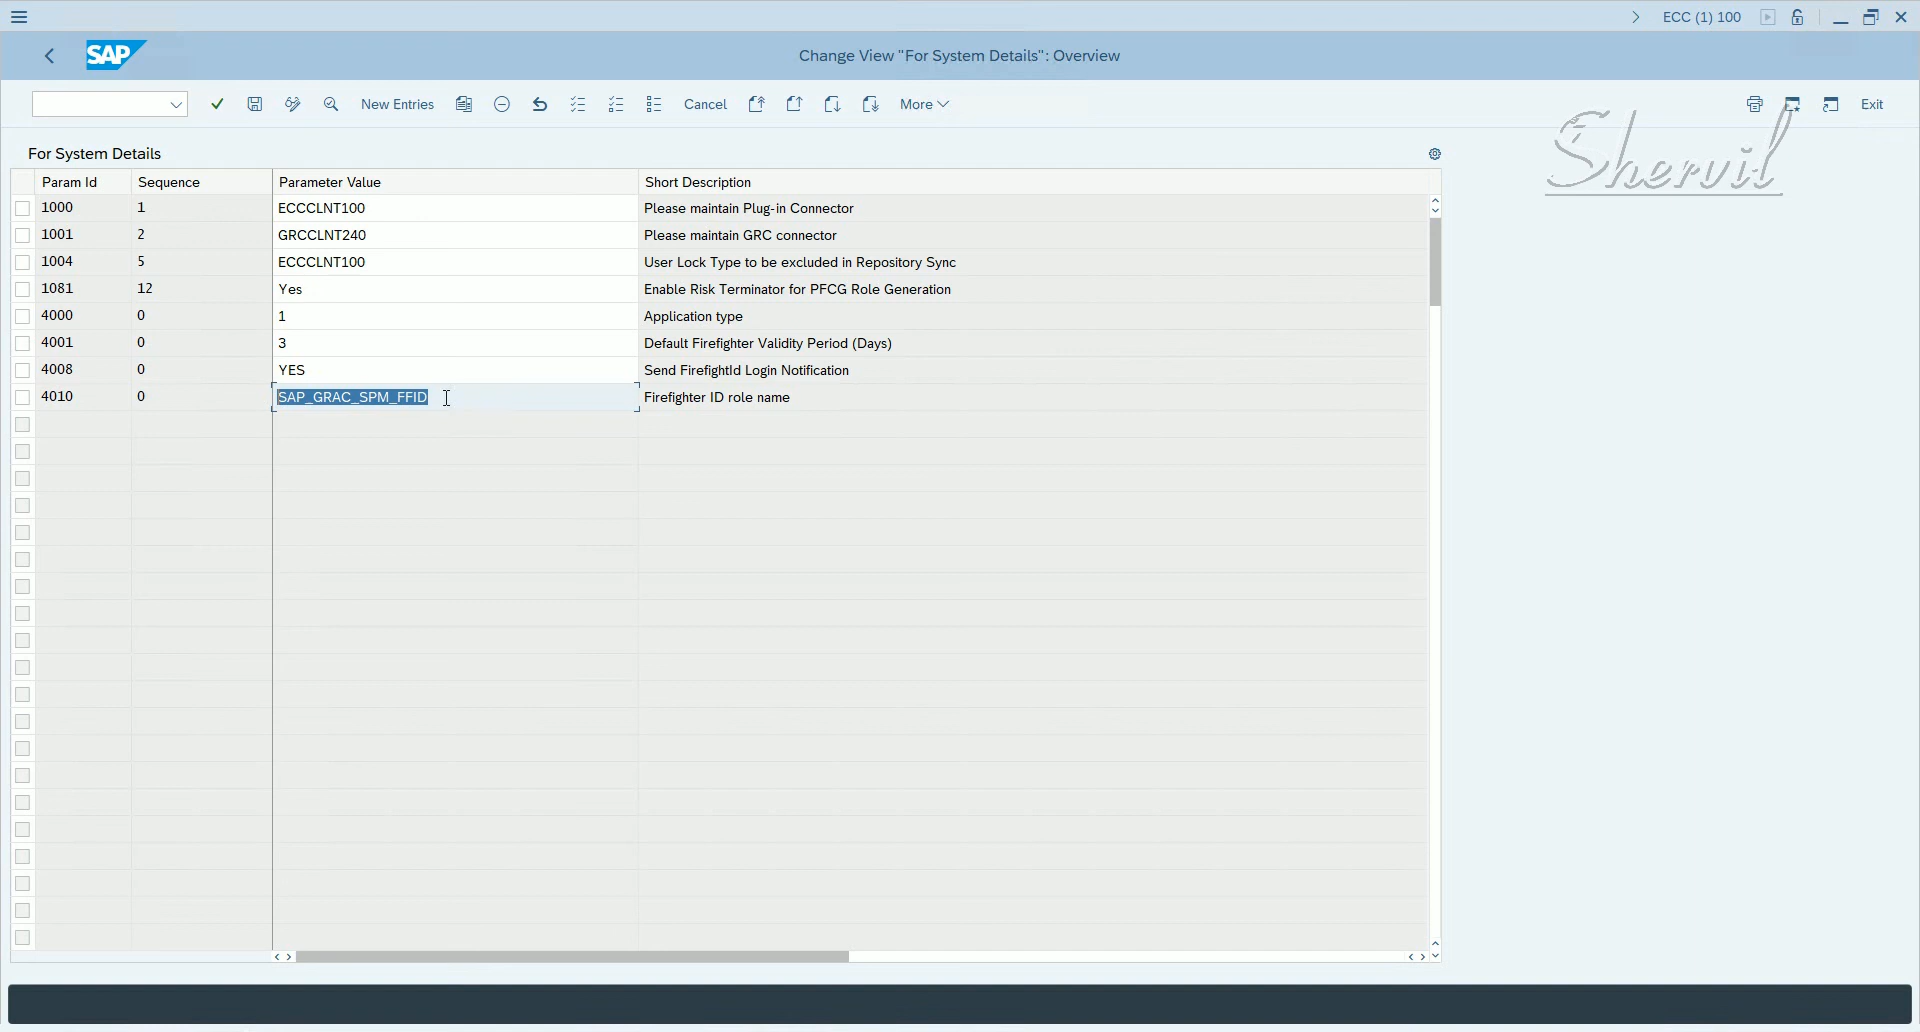 ECC (1) 100
SAP
Change View "For System Details": Overview
New Entries
Cancel
More
Exit
Shervil
For System Details
Param Id Sequence Parameter Value Short Description
1000 1 ECCCLNT100 Please maintain Plug-in Connector
1001 2 GRCCLNT240 Please maintain GRC connector
1004 5 ECCCLNT100 User Lock Type to be excluded in Repository Sync
1081 12 Yes Enable Risk Terminator for PFCG Role Generation
4000 0 1 Application type
4001 0 3 Default Firefighter Validity Period (Days)
4008 0 YES Send FirefightId Login Notification
4010 0 SAP_GRAC_SPM_FFID Firefighter ID role name